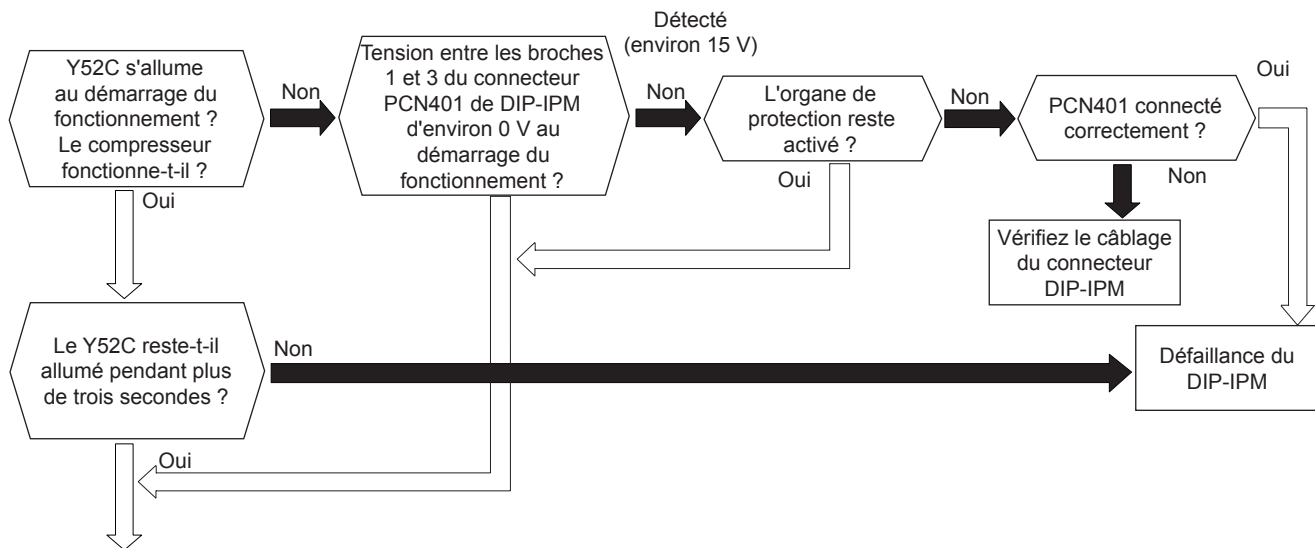 Y52C s'allume
au démarrage du
fonctionnement ?
Le compresseur
fonctionne-t-il ?
Non
Oui
Tension entre les broches
1 et 3 du connecteur
PCN401 de DIP-IPM
d'environ 0 V au
démarrage du
fonctionnement ?
Détecté
(environ 15 V)
Non
L'organe de
protection reste
activé ?
Non
Oui
PCN401 connecté
correctement ?
Oui
Non
Vérifiez le câblage
du connecteur
DIP-IPM
Le Y52C reste-t-il
allumé pendant plus
de trois secondes ?
Non
Oui
Défaillance du
DIP-IPM